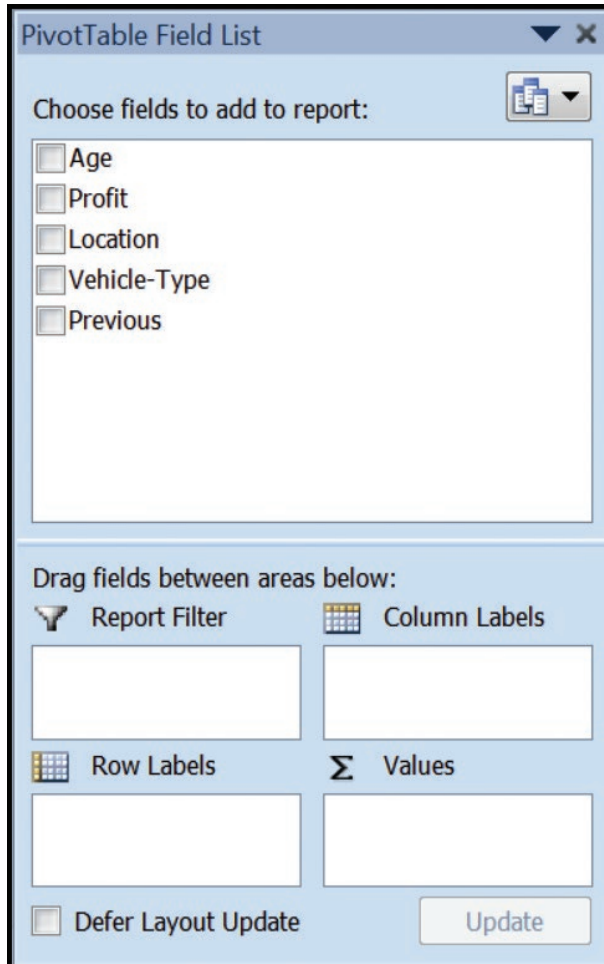 PivotTable Field List
Choose fields to add to report:
Age
Profit
Location
Vehicle-Type
Previous
Drag fields between areas below:
Report Filter
Column Labels
Row Labels
Σ Values
Defer Layout Update
Update